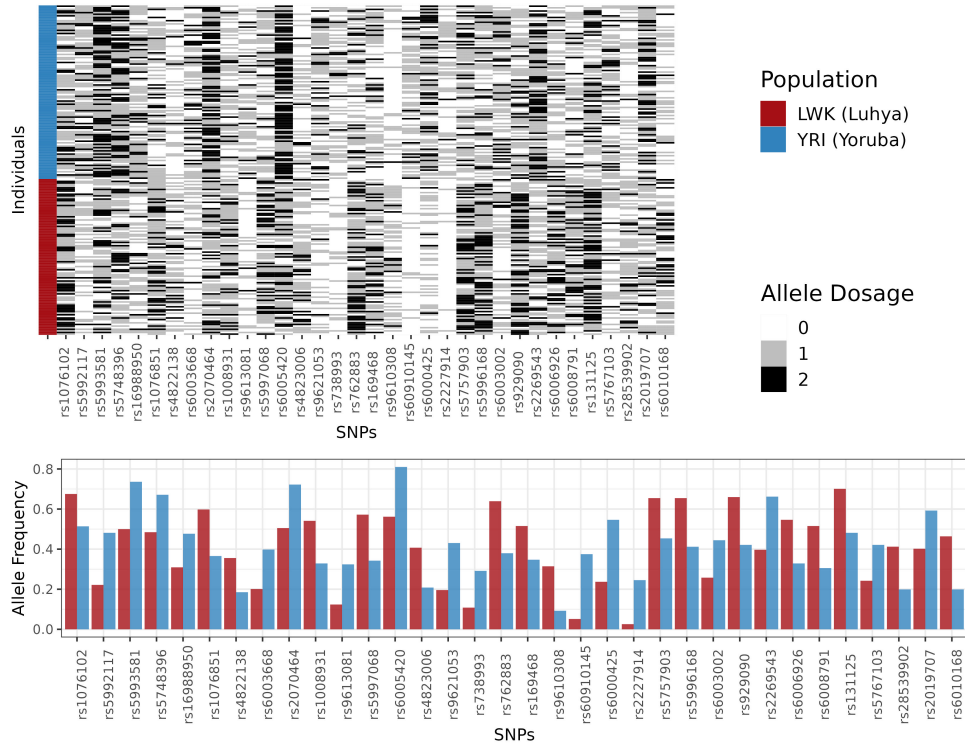 Individuals
rs1076102
rs5992117
rs5993581
rs5748396
rs16988950
rs1076851
rs4822138
rs6003668
rs2070464
rs1008931
rs9613081
rs5997068
rs6005420
rs4823006
rs9621053
rs738993
rs762883
rs169468
rs9610308
rs60910145
rs6000425
rs2227914
rs5757903
rs5996168
rs6003002
rs929090
rs2269543
rs6006926
rs6008791
rs131125
rs5767103
rs28539902
rs2019707
rs6010168
SNPs
Population
LWK (Luhya)
YRI (Yoruba)
Allele Dosage
0
1
2
Allele Frequency
0.8
0.6
0.4
0.2
0.0
rs1076102
rs5992117
rs5993581
rs5748396
rs16988950
rs1076851
rs4822138
rs6003668
rs2070464
rs1008931
rs9613081
rs5997068
rs6005420
rs4823006
rs9621053
rs738993
rs762883
rs169468
rs9610308
rs60910145
rs6000425
rs2227914
rs5757903
rs5996168
rs6003002
rs929090
rs2269543
rs6006926
rs6008791
rs131125
rs5767103
rs28539902
rs2019707
rs6010168
SNPs